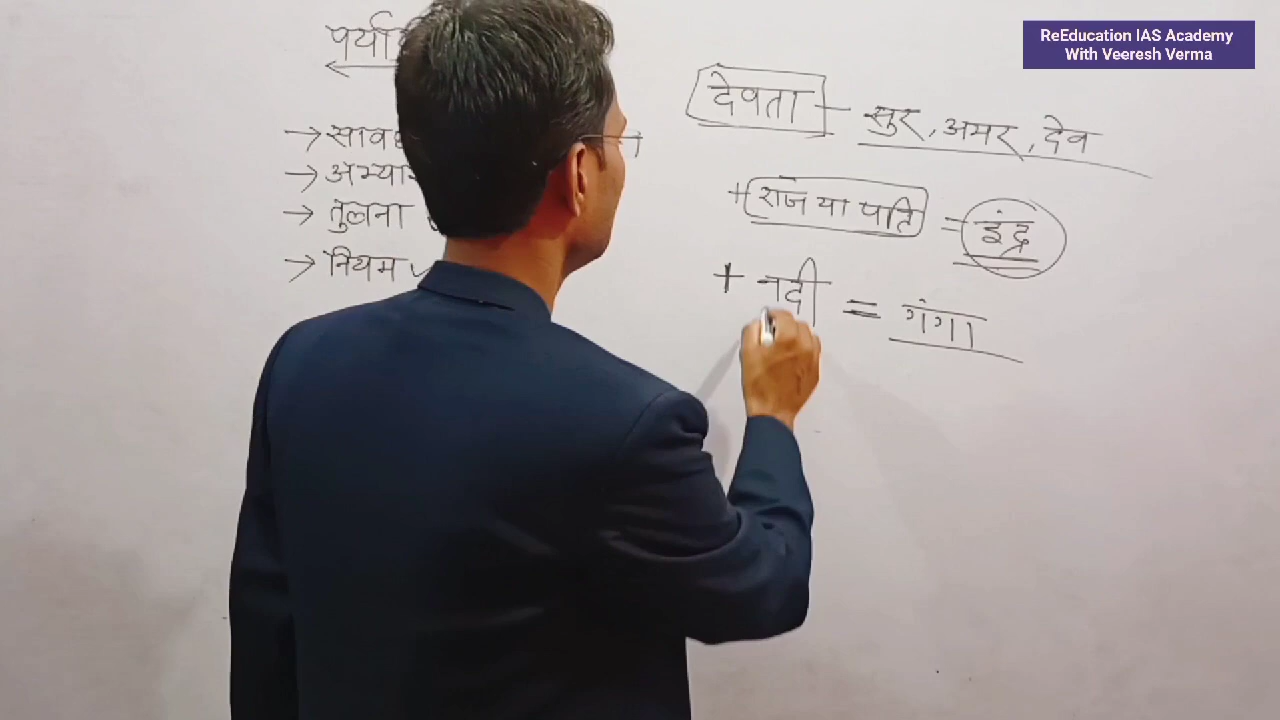 ReEducation IAS Academy
With Veeresh Verma
देवता - सुर, अमर, देव
+ राज या पति = इंद्र
+ नदी = गंगा
→ तुलना
→ नियम ✓